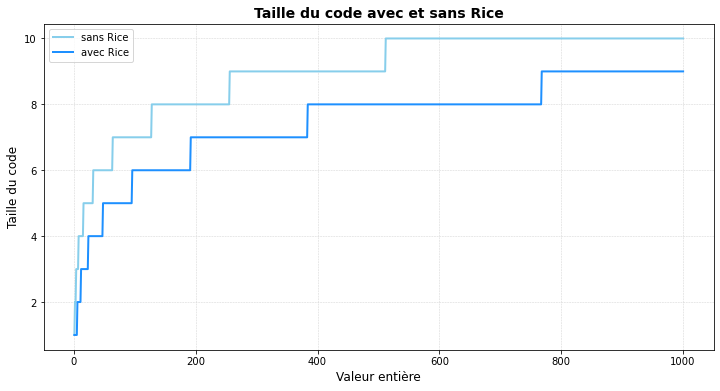 Taille du code avec et sans Rice
sans Rice
avec Rice
Taille du code
10
8
6
4
2
0
200
400
600
800
1000
Valeur entière